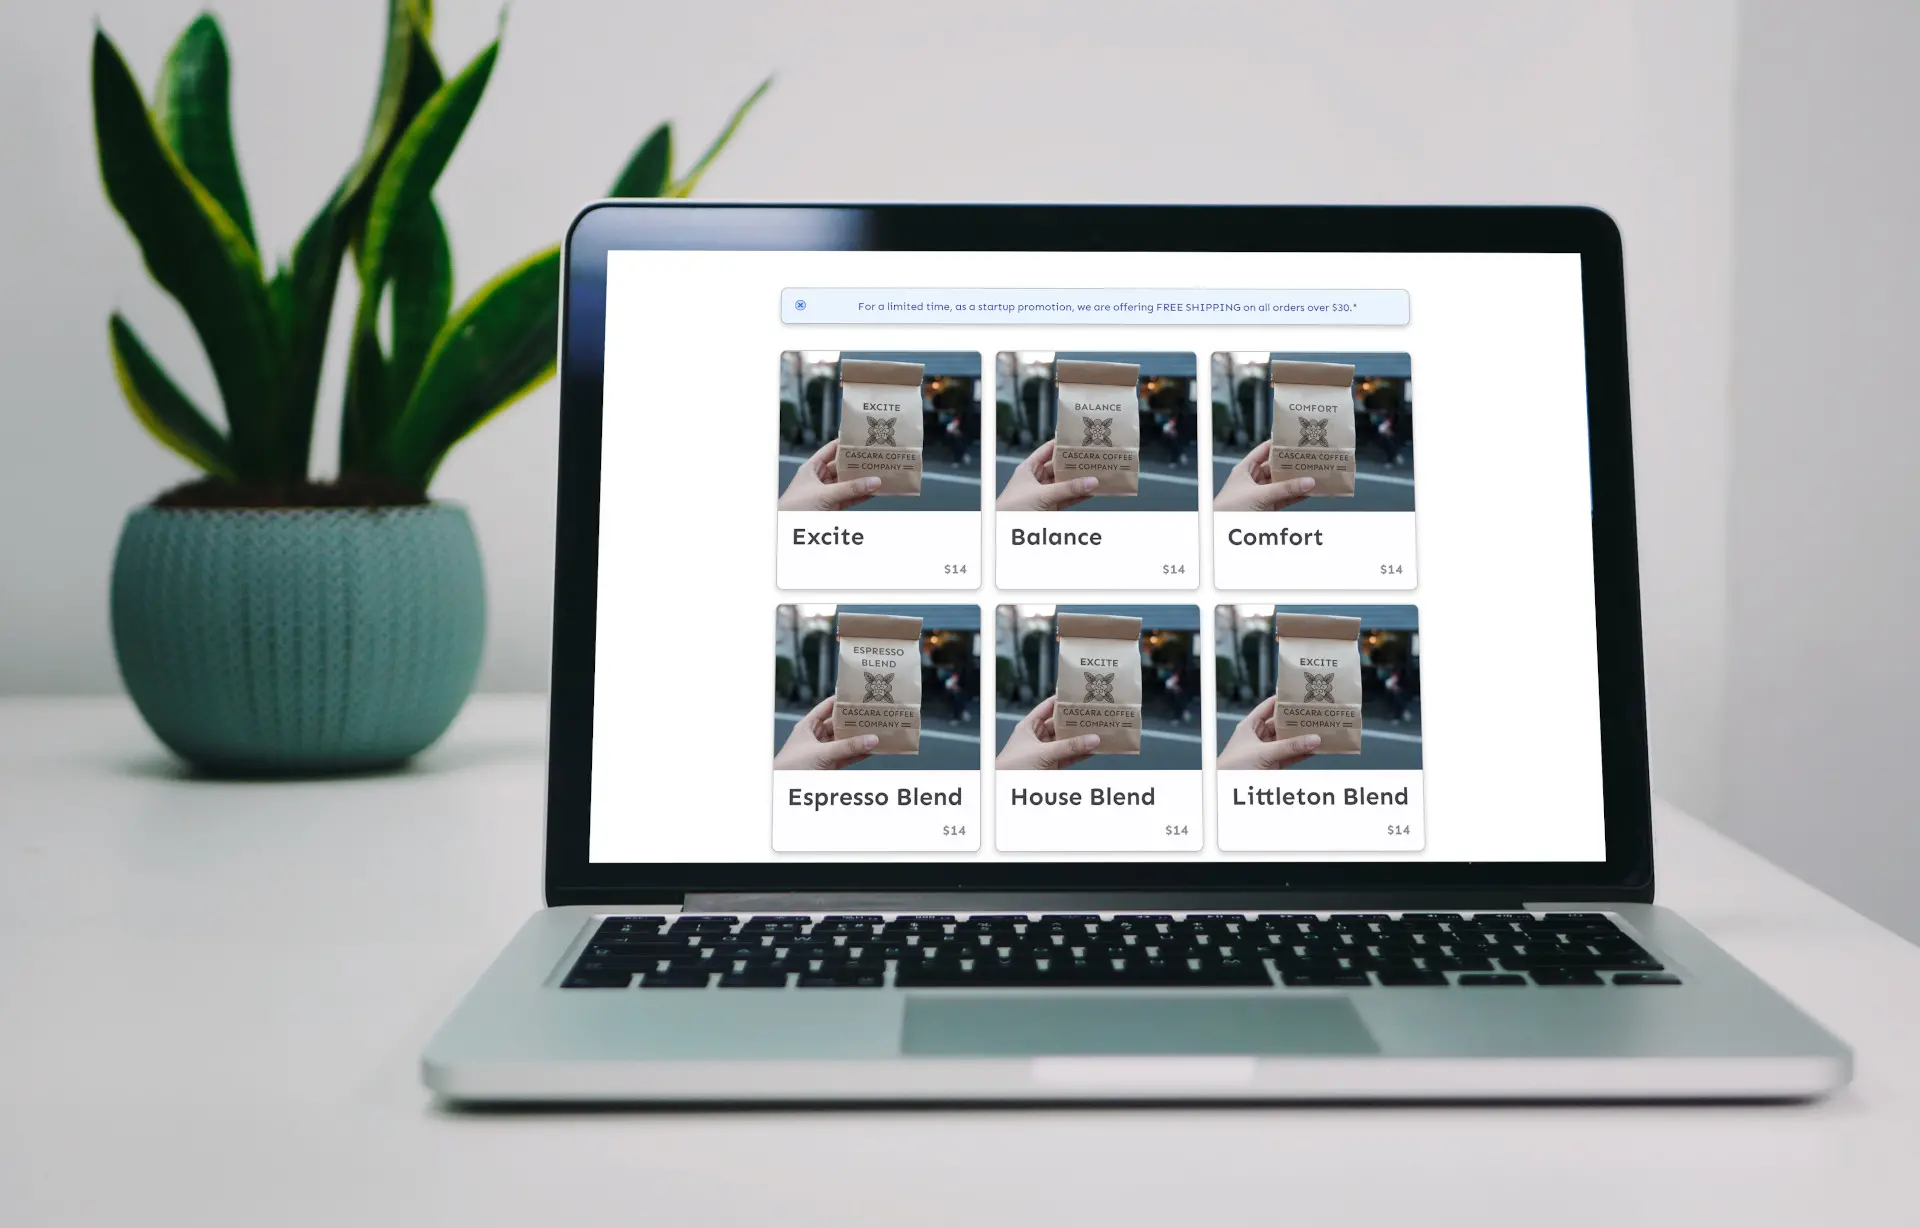 For a limited time, as a startup promotion, we are offering FREE SHIPPING on all orders over $30.*
EXCITE
CASCARA COFFEE
COMPANY
BALANCE
CASCARA COFFEE
COMPANY
COMFORT
CASCARA COFFEE
COMPANY
Excite
$14
Balance
$14
Comfort
$14
ESPRESSO
BLEND
CASCARA COFFEE
COMPANY
EXCITE
CASCARA COFFEE
COMPANY
EXCITE
CASCARA COFFEE
COMPANY
Espresso Blend
$14
House Blend
$14
Littleton Blend
$14